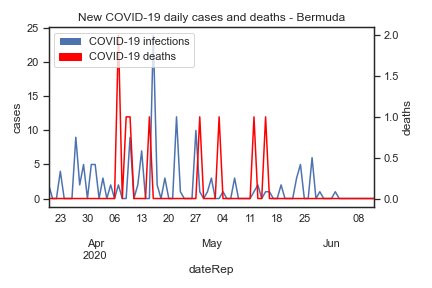 New COVID-19 daily cases and deaths - Bermuda
COVID-19 infections
COVID-19 deaths
25
20
15
10
5
0
cases
2.0
1.5
1.0
0.5
0.0
deaths
23 30 06 13 20 27 04 11 18 25 08
Apr May Jun
2020
dateRep